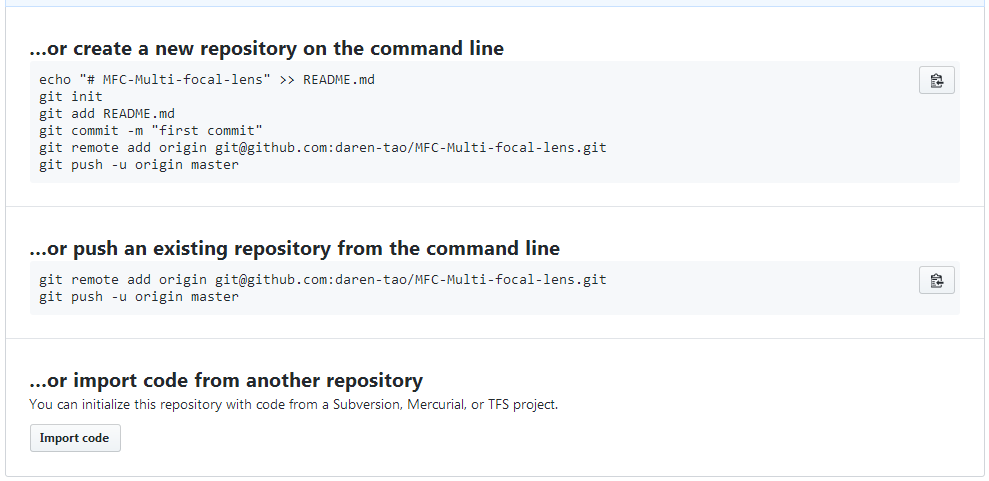 ...or create a new repository on the command line
echo "# MFC-Multi-focal-lens" >> README.md
git init
git add README.md
git commit -m "first commit"
git remote add origin git@github.com:daren-tao/MFC-Multi-focal-lens.git
git push -u origin master
...or push an existing repository from the command line
git remote add origin git@github.com:daren-tao/MFC-Multi-focal-lens.git
git push -u origin master
...or import code from another repository
You can initialize this repository with code from a Subversion, Mercurial, or TFS project.
Import code